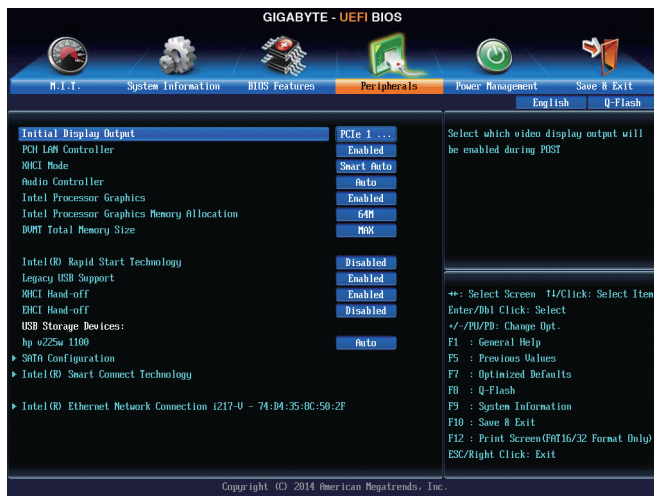 GIGABYTE - UEFI BIOS
M.I.T.
System Information
BIOS Features
Peripherals
Power Management
Save & Exit
English
Q-Flash
Initial Display Output PCIe 1 ...
PCH LAN Controller Enabled
XHCI Mode Smart Auto
Audio Controller Auto
Intel Processor Graphics Enabled
Intel Processor Graphics Memory Allocation 64M
DVMT Total Memory Size MAX
Intel(R) Rapid Start Technology Disabled
Legacy USB Support Enabled
XHCI Hand-off Enabled
EHCI Hand-off Disabled
USB Storage Devices:
hp v225w 1100 Auto
SATA Configuration
Intel(R) Smart Connect Technology
Intel(R) Ethernet Network Connection i217-V - 74:D4:35:8C:50:2F
Select which video display output will
be enabled during POST
→←: Select Screen ↑↓/Click: Select Item
Enter/Dbl Click: Select
+/-/PU/PD: Change Opt.
F1 : General Help
F5 : Previous Values
F7 : Optimized Defaults
F8 : Q-Flash
F9 : System Information
F10 : Save & Exit
F12 : Print Screen(FAT16/32 Format Only)
ESC/Right Click: Exit
Copyright (C) 2014 American Megatrends, Inc.